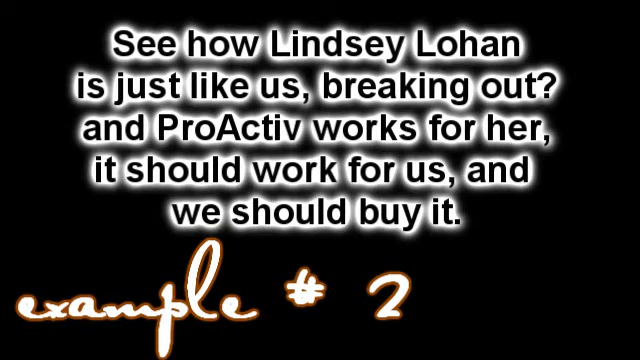 See how Lindsey Lohan
is just like us, breaking out?
and ProActiv works for her,
it should work for us, and
we should buy it.
example # 2